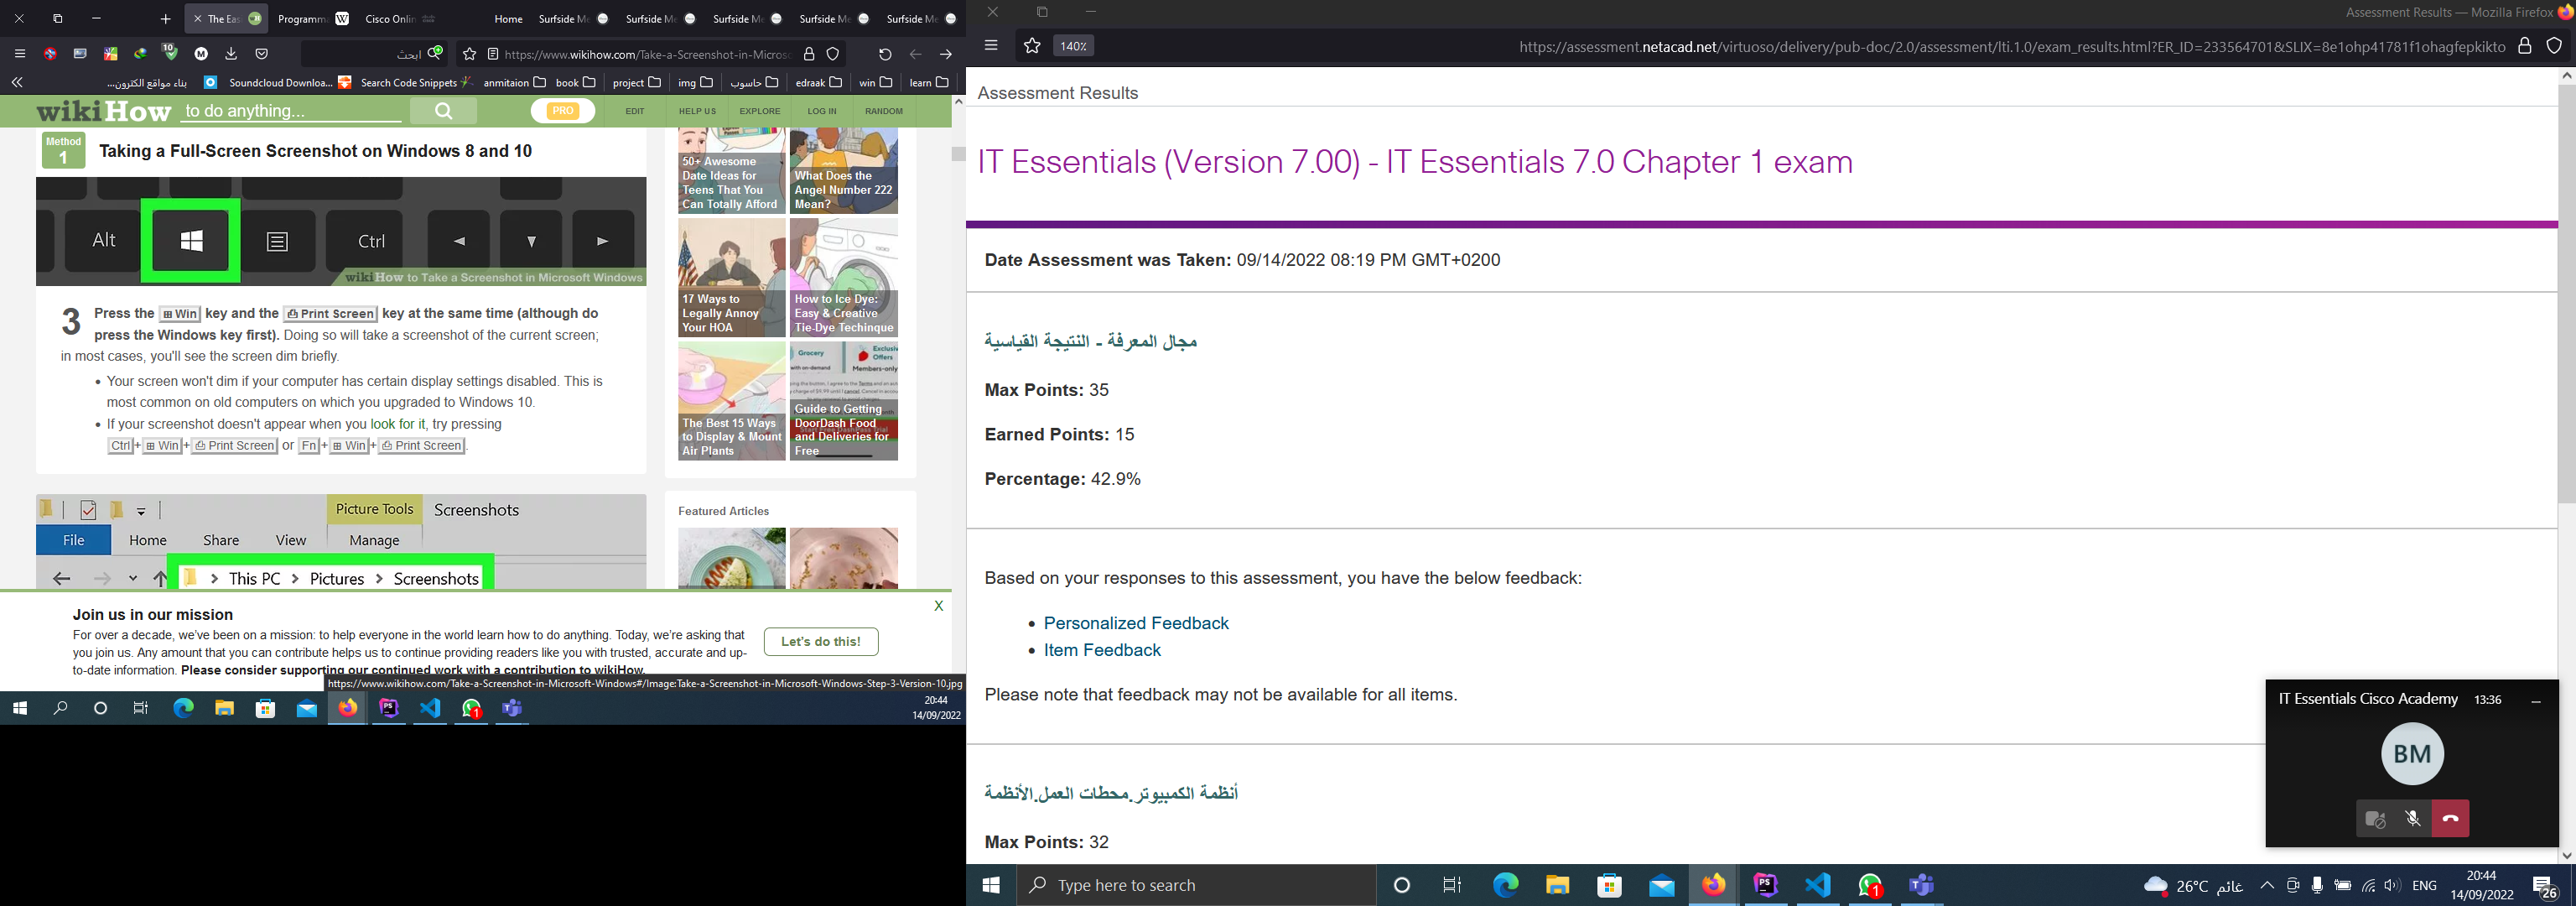 The Eas
Programma
Cisco Onlin
Home
Surfside Me
Surfside Me
Surfside Me
Surfside Me
Surfside Me
10
ابحث
https://www.wikihow.com/Take-a-Screenshot-in-Microsc
بناء مواقع الكترون...
Soundcloud Downloa...
Search Code Snippets
anmitaion
book
project
img
حاسوب
edraak
win
learn
wikiHow to do anything...
PRO
EDIT
HELP US
EXPLORE
LOG IN
RANDOM
Method
1
Taking a Full-Screen Screenshot on Windows 8 and 10
Alt
Ctrl
wikiHow to Take a Screenshot in Microsoft Windows
3 Press the Win key and the Print Screen key at the same time (although do
press the Windows key first). Doing so will take a screenshot of the current screen;
in most cases, you'll see the screen dim briefly.
• Your screen won't dim if your computer has certain display settings disabled. This is
most common on old computers on which you upgraded to Windows 10.
• If your screenshot doesn't appear when you look for it, try pressing
Ctrl+Win+Print Screen or Fn+Win+Print Screen.
Picture Tools
Screenshots
File
Home
Share
View
Manage
This PC > Pictures > Screenshots
50+ Awesome
Date Ideas for
Teens That You
Can Totally Afford
What Does the
Angel Number 222
Mean?
17 Ways to
Legally Annoy
Your HOA
How to Ice Dye:
Easy & Creative
Tie-Dye Techinque
Grocery
with on-demand
Exclusiv
Offers
Members-only
The Best 15 Ways
to Display & Mount
Air Plants
Guide to Getting
DoorDash Food
and Deliveries for
Free
Featured Articles
Join us in our mission
X
For over a decade, we've been on a mission: to help everyone in the world learn how to do anything. Today, we're asking that
you join us. Any amount that you can contribute helps us to continue providing readers like you with trusted, accurate and up-
to-date information. Please consider supporting our continued work with a contribution to wikiHow.
Let's do this!
https://www.wikihow.com/Take-a-Screenshot-in-Microsoft-Windows#/Image:Take-a-Screenshot-in-Microsoft-Windows-Step-3-Version-10.jpg
20:44
14/09/2022
Assessment Results — Mozilla Firefox
140%
https://assessment.netacad.net/virtuoso/delivery/pub-doc/2.0/assessment/lti.1.0/exam_results.html?ER_ID=233564701&SLIX=8e1ohp41781f1ohagfepkikto
Assessment Results
IT Essentials (Version 7.00) - IT Essentials 7.0 Chapter 1 exam
Date Assessment was Taken: 09/14/2022 08:19 PM GMT+0200
مجال المعرفة - النتيجة القياسية
Max Points: 35
Earned Points: 15
Percentage: 42.9%
Based on your responses to this assessment, you have the below feedback:
• Personalized Feedback
• Item Feedback
Please note that feedback may not be available for all items.
أنظمة الكمبيوتر.محطات العمل.الأنظمة
Max Points: 32
IT Essentials Cisco Academy 13:36
BM
Type here to search
26°C غائم
ENG
20:44
14/09/2022
26